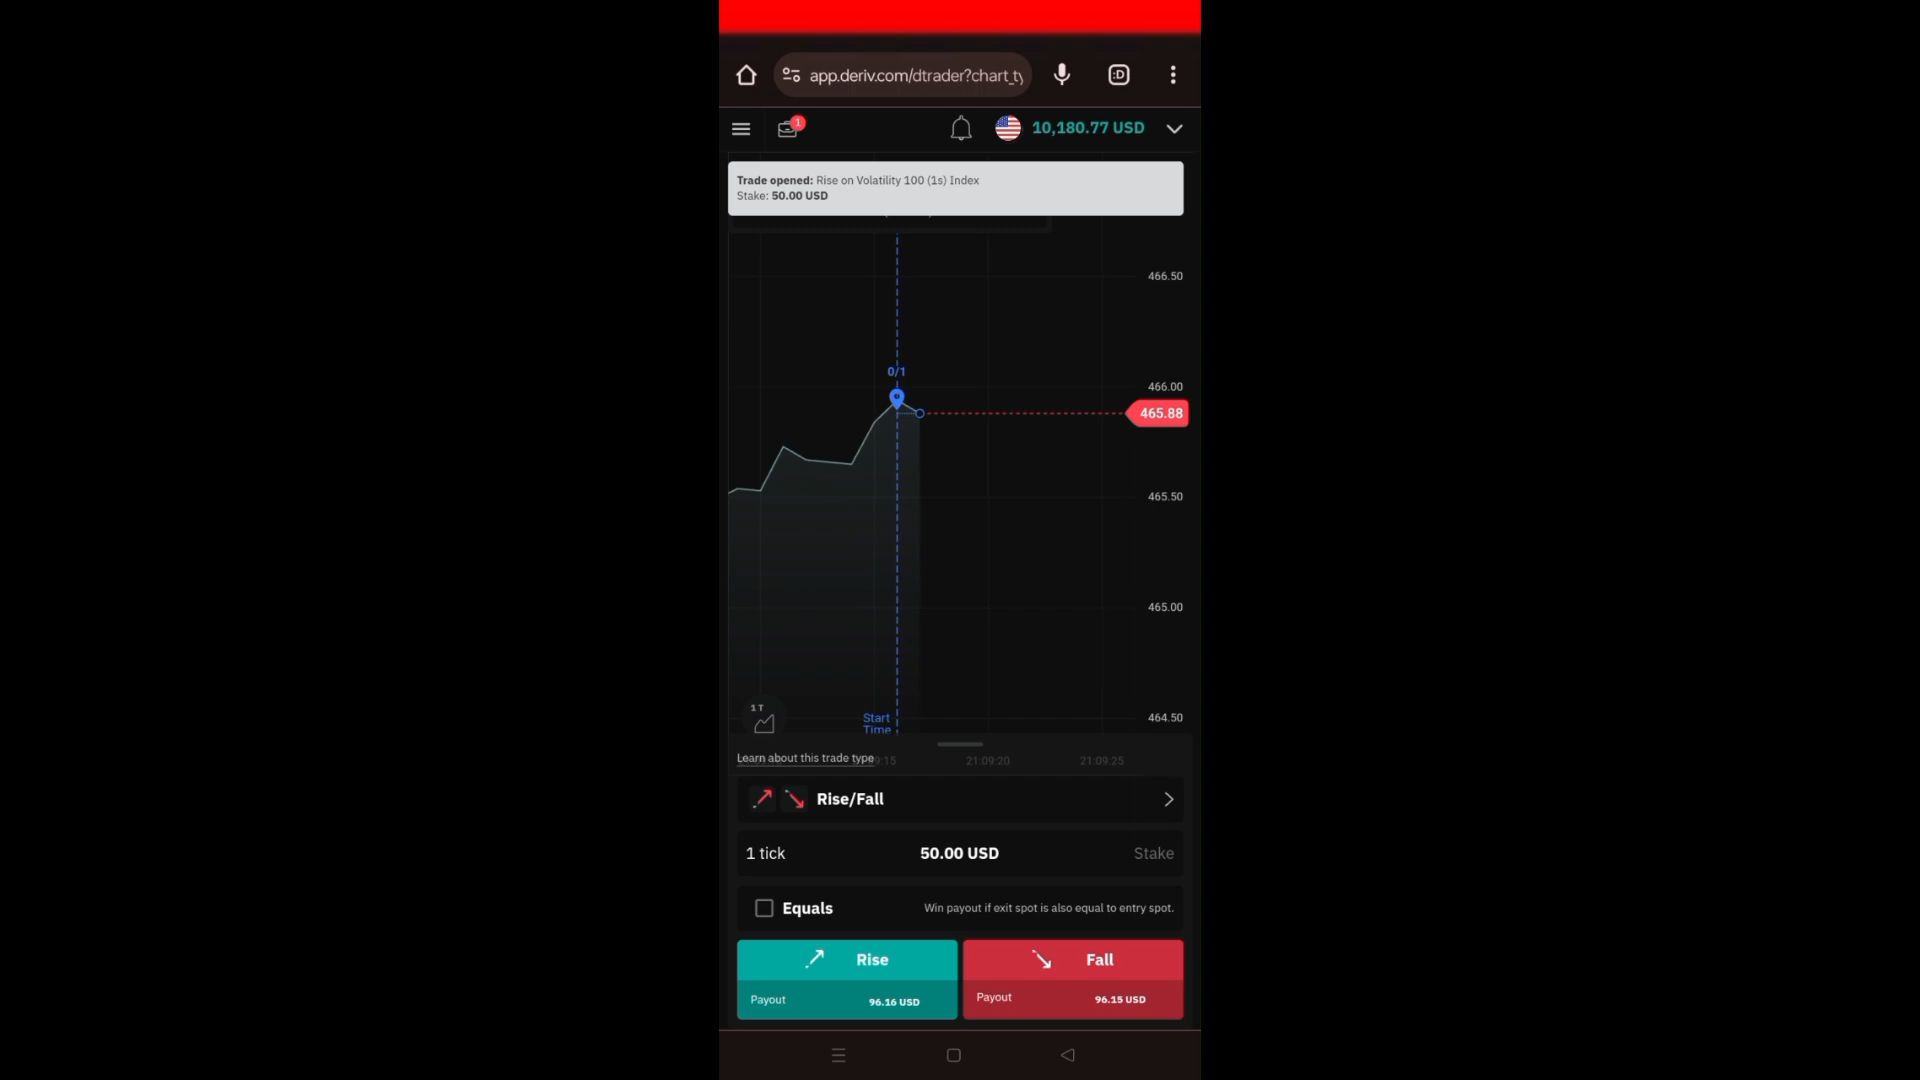 app.deriv.com/dtrader?chart_ty
:D
1
10,180.77 USD
Trade opened: Rise on Volatility 100 (1s) Index
Stake: 50.00 USD
466.50
0/1
466.00
465.88
465.50
465.00
1 T
Start
Time
464.50
Learn about this trade type
9:15
21:09:20
21:09:25
Rise/Fall
1 tick
50.00 USD
Stake
Equals
Win payout if exit spot is also equal to entry spot.
Rise
Fall
Payout
96.16 USD
Payout
96.15 USD